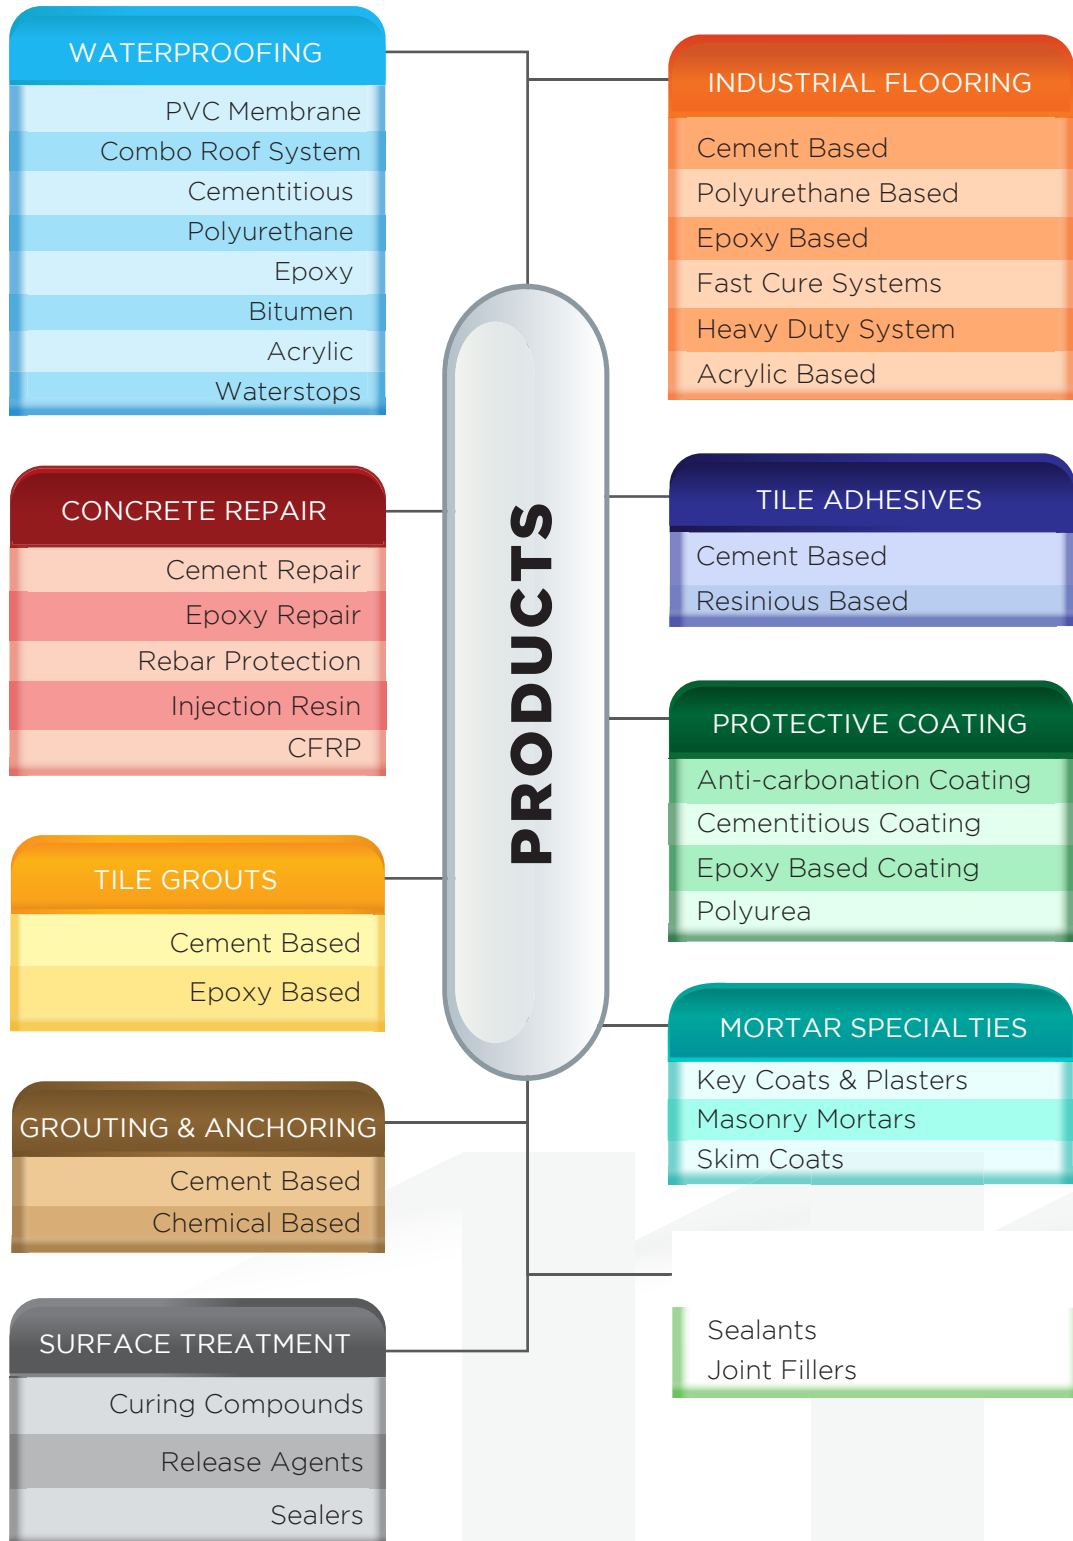 WATERPROOFING
PVC Membrane
Combo Roof System
Cementitious
Polyurethane
Epoxy
Bitumen
Acrylic
Waterstops
CONCRETE REPAIR
Cement Repair
Epoxy Repair
Rebar Protection
Injection Resin
CFRP
TILE GROUTS
Cement Based
Epoxy Based
GROUTING & ANCHORING
Cement Based
Chemical Based
SURFACE TREATMENT
Curing Compounds
Release Agents
Sealers
PRODUCTS
INDUSTRIAL FLOORING
Cement Based
Polyurethane Based
Epoxy Based
Fast Cure Systems
Heavy Duty System
Acrylic Based
TILE ADHESIVES
Cement Based
Resinious Based
PROTECTIVE COATING
Anti-carbonation Coating
Cementitious Coating
Epoxy Based Coating
Polyurea
MORTAR SPECIALTIES
Key Coats & Plasters
Masonry Mortars
Skim Coats
Sealants
Joint Fillers